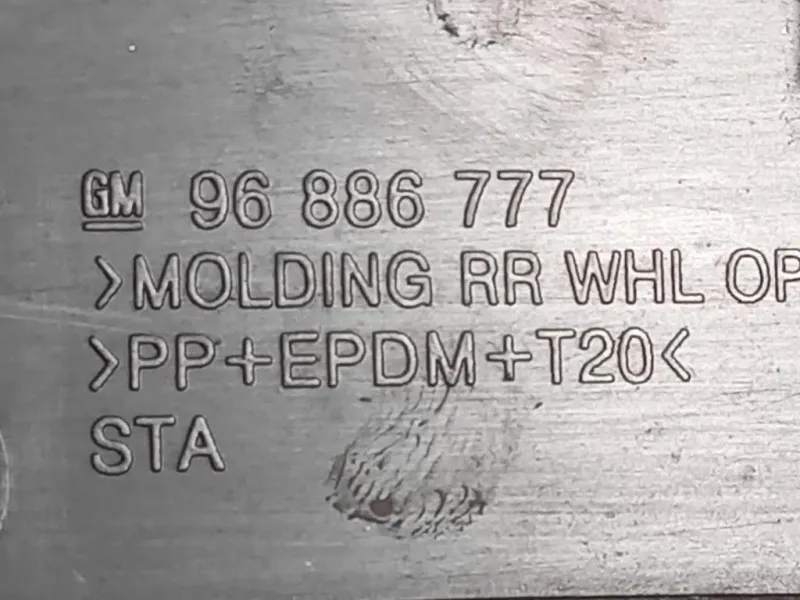 GM 96 886 777
>MOLDING RR WHL OP
>PP+EPDM+T20<
STA